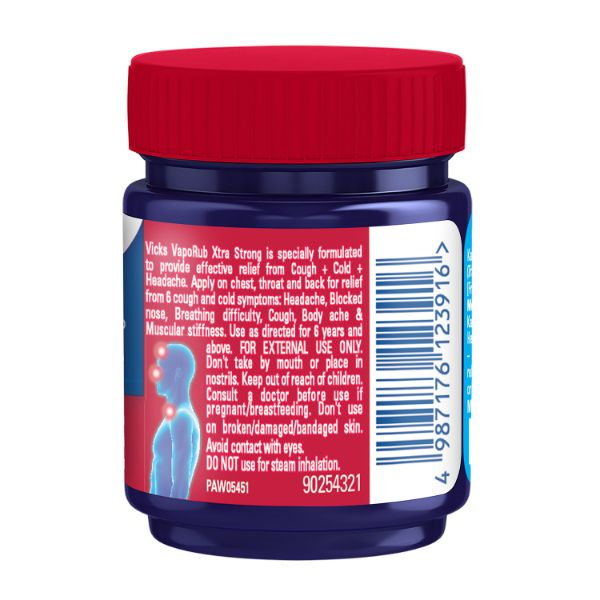 Vicks VapoRub Xtra Strong is specially formulated
to provide effective relief from Cough + Cold +
Headache. Apply on chest, throat and back for relief
from 6 cough and cold symptoms: Headache, Blocked
nose, Breathing difficulty, Cough, Body ache &
Muscular stiffness. Use as directed for 6 years and
above. FOR EXTERNAL USE ONLY.
Don't take by mouth or place in
nostrils. Keep out of reach of children.
Consult a doctor before use if
pregnant/breastfeeding. Don't use
on broken/damaged/bandaged skin.
Avoid contact with eyes.
DO NOT use for steam inhalation.
PAW05451 90254321
4 987176 123916 >